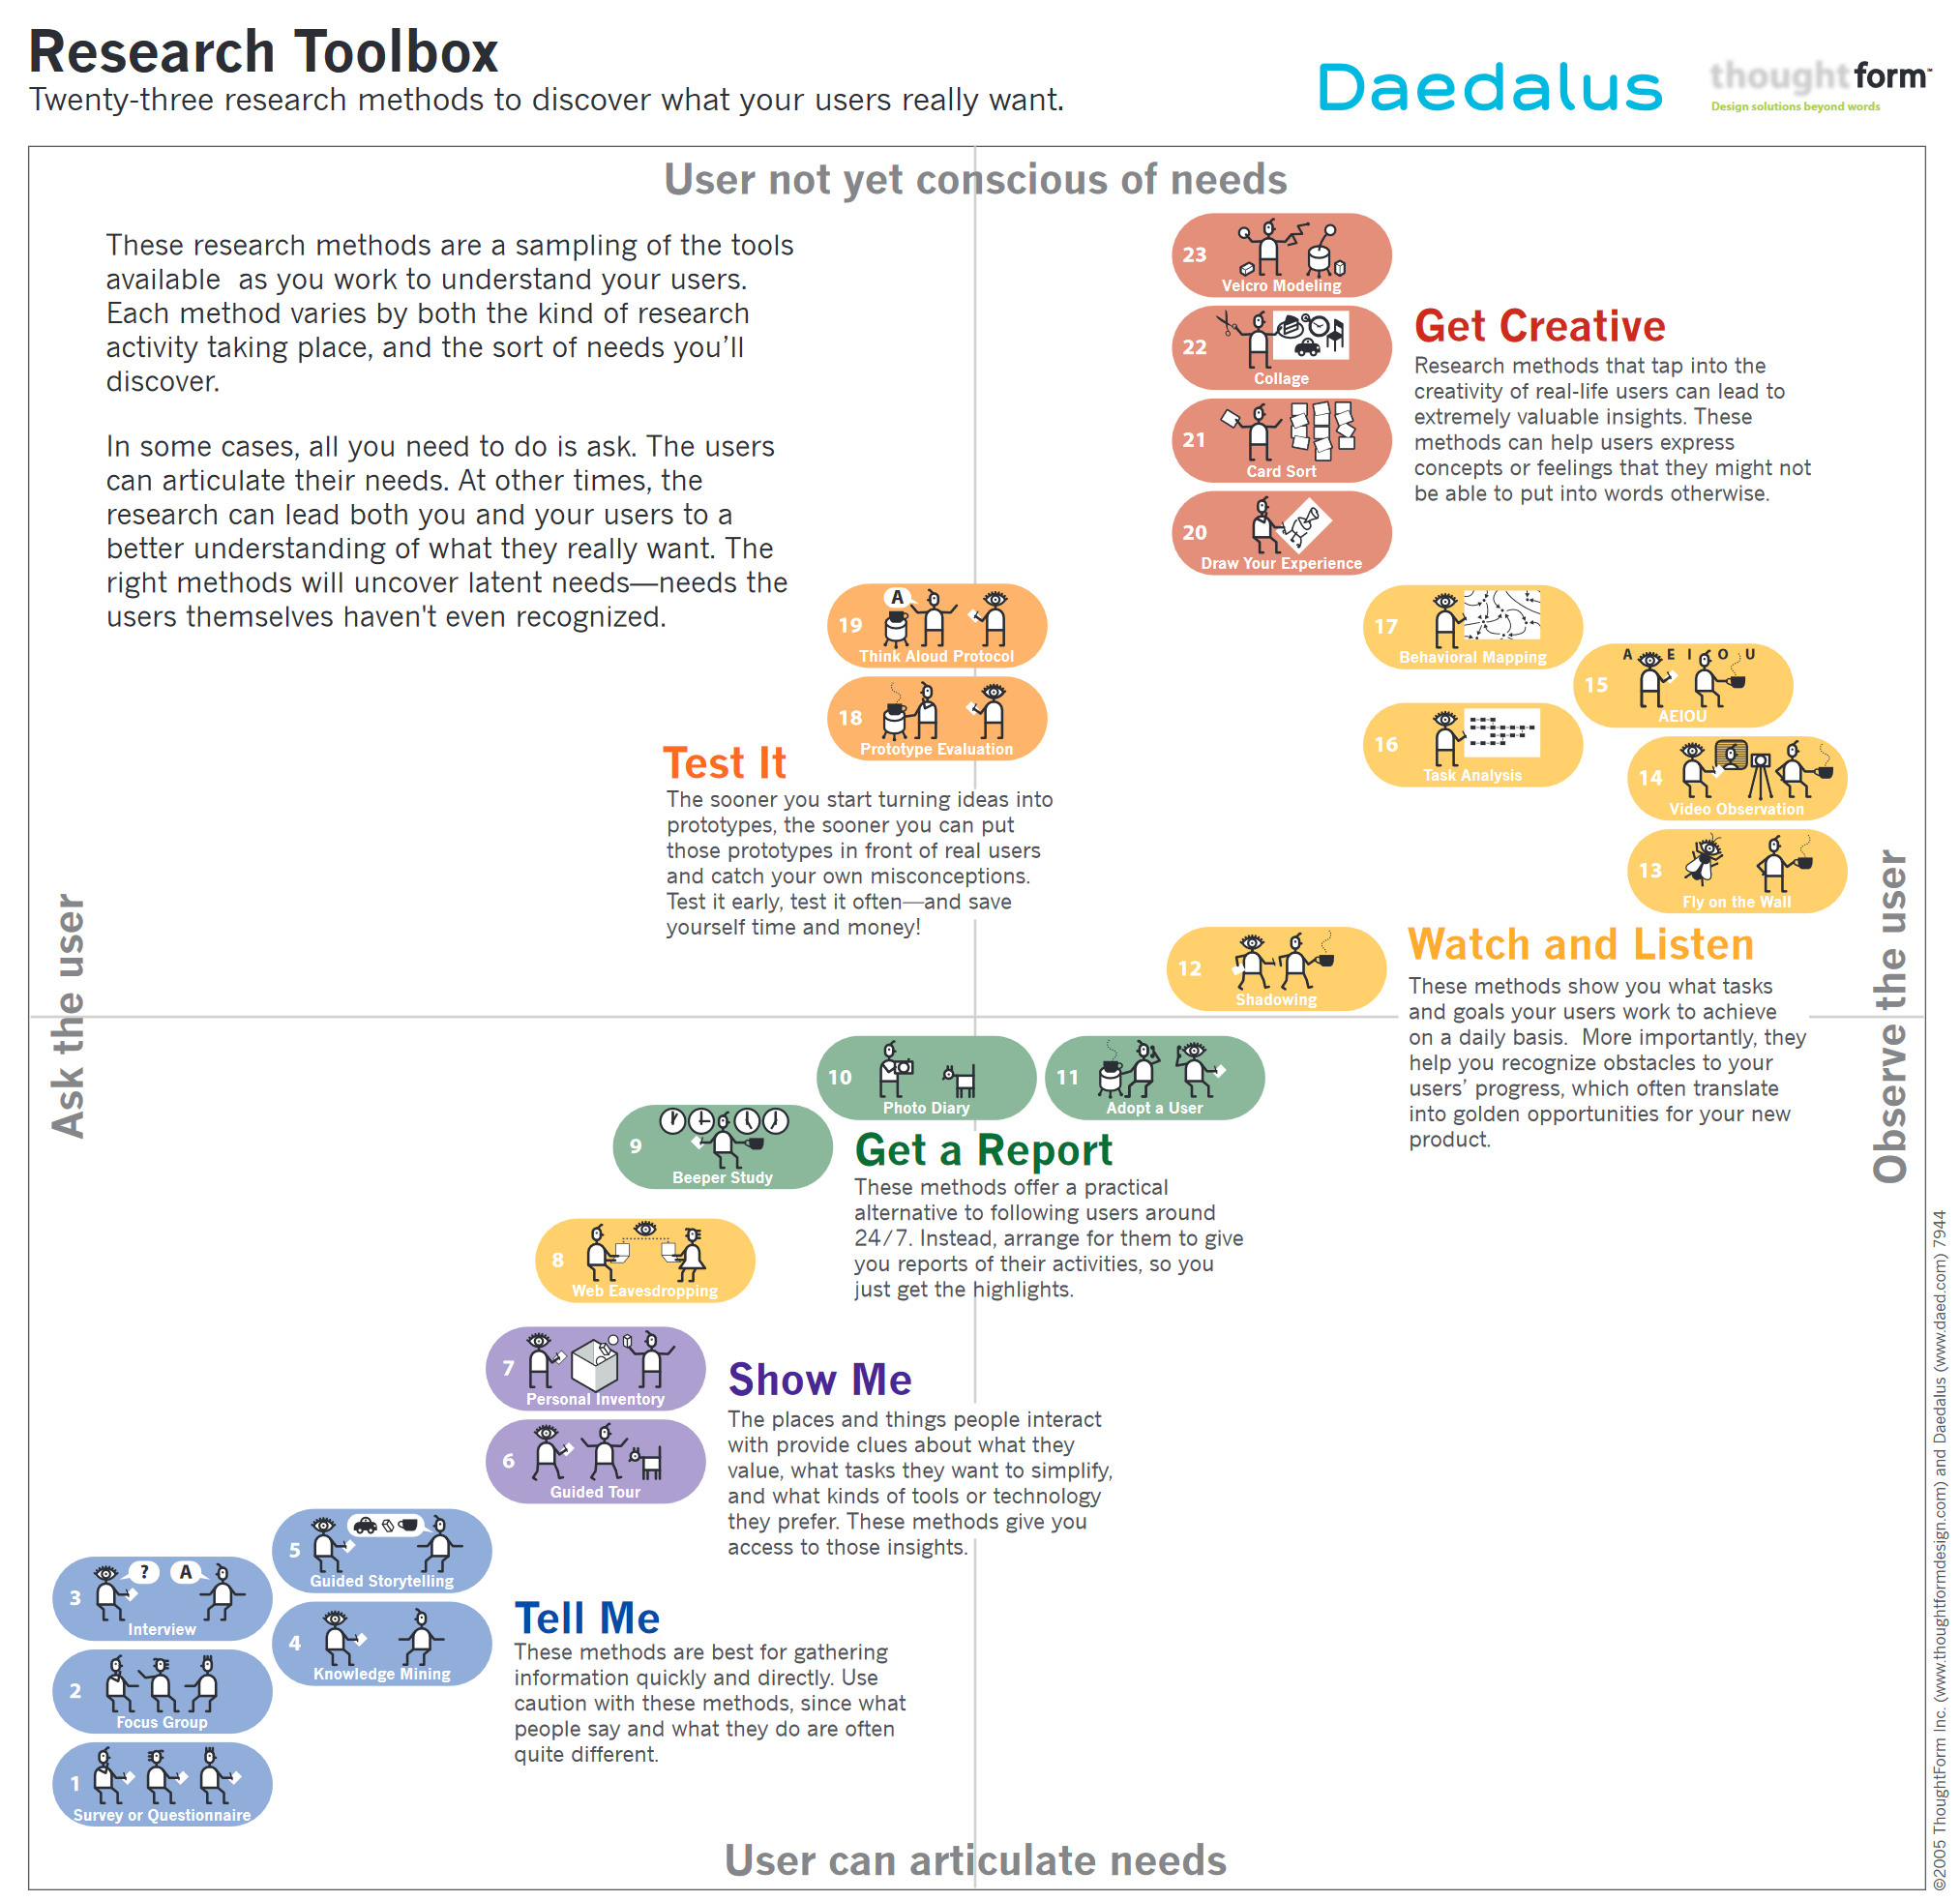 Research Toolbox
Twenty-three research methods to discover what your users really want.
Daedalus
thoughtform™
Design solutions beyond words
User not yet conscious of needs
These research methods are a sampling of the tools
available  as you work to understand your users.
Each method varies by both the kind of research
activity taking place, and the sort of needs you’ll
discover.
In some cases, all you need to do is ask. The users
can articulate their needs. At other times, the
research can lead both you and your users to a
better understanding of what they really want. The
right methods will uncover latent needs—needs the
users themselves haven't even recognized.
23
Velcro Modeling
22
Collage
21
Card Sort
20
Draw Your Experience
Get Creative
Research methods that tap into the
creativity of real-life users can lead to
extremely valuable insights. These
methods can help users express
concepts or feelings that they might not
be able to put into words otherwise.
19
A
Think Aloud Protocol
18
Prototype Evaluation
Test It
The sooner you start turning ideas into
prototypes, the sooner you can put
those prototypes in front of real users
and catch your own misconceptions.
Test it early, test it often—and save
yourself time and money!
17
Behavioral Mapping
A E I O U
15
AEIOU
16
Task Analysis
14
Video Observation
13
Fly on the Wall
12
Shadowing
Watch and Listen
These methods show you what tasks
and goals your users work to achieve
on a daily basis.  More importantly, they
help you recognize obstacles to your
users’ progress, which often translate
into golden opportunities for your new
product.
Ask the user
Observe the user
10
Photo Diary
11
Adopt a User
9
Beeper Study
Get a Report
These methods offer a practical
alternative to following users around
24/7. Instead, arrange for them to give
you reports of their activities, so you
just get the highlights.
8
Web Eavesdropping
7
Personal Inventory
6
Guided Tour
Show Me
The places and things people interact
with provide clues about what they
value, what tasks they want to simplify,
and what kinds of tools or technology
they prefer. These methods give you
access to those insights.
5
Guided Storytelling
3
? A
Interview
4
Knowledge Mining
2
Focus Group
1
Survey or Questionnaire
Tell Me
These methods are best for gathering
information quickly and directly. Use
caution with these methods, since what
people say and what they do are often
quite different.
User can articulate needs
©2005 ThoughtForm Inc. (www.thoughtformdesign.com) and Daedalus (www.daed.com) 7944